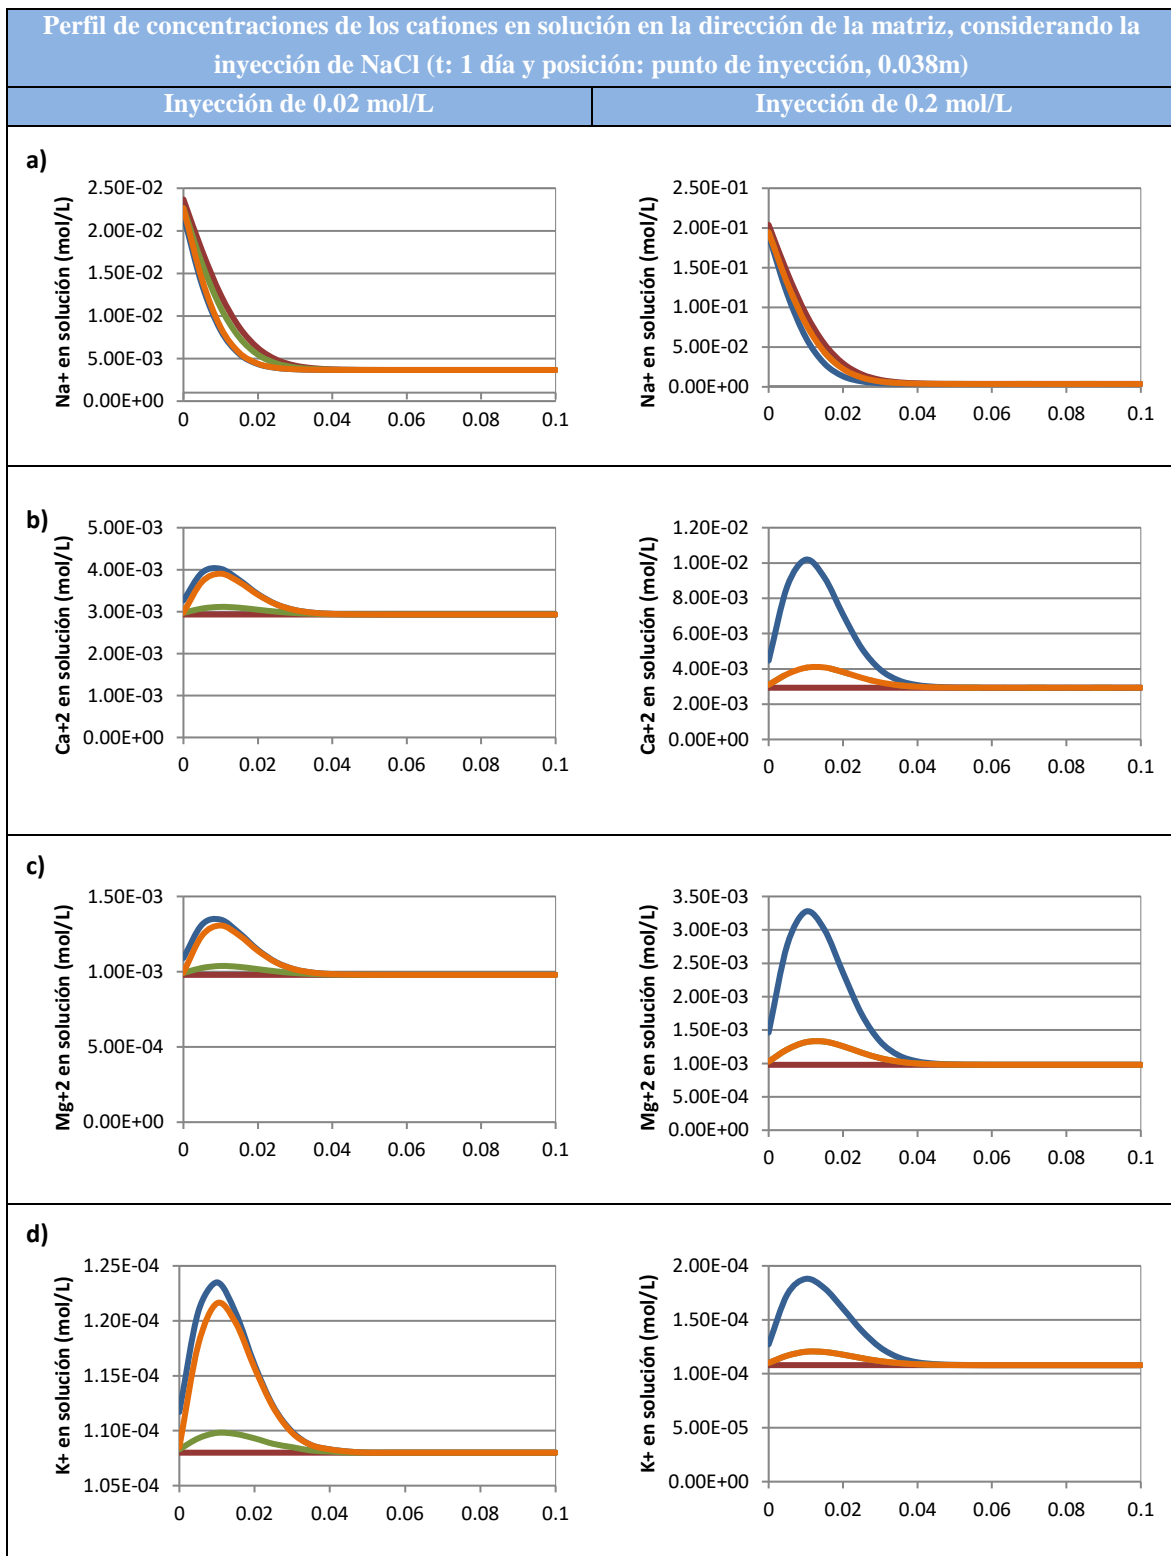 Perfil de concentraciones de los cationes en solución en la dirección de la matriz, considerando la
inyección de NaCl (t: 1 día y posición: punto de inyección, 0.038m)
Inyección de 0.02 mol/L
Inyección de 0.2 mol/L
a)
Na+ en solución (mol/L)
2.50E-02
2.00E-02
1.50E-02
1.00E-02
5.00E-03
0.00E+00
0 0.02 0.04 0.06 0.08 0.1
Na+ en solución (mol/L)
2.50E-01
2.00E-01
1.50E-01
1.00E-01
5.00E-02
0.00E+00
0 0.02 0.04 0.06 0.08 0.1
b)
Ca+2 en solución (mol/L)
5.00E-03
4.00E-03
3.00E-03
2.00E-03
1.00E-03
0.00E+00
0 0.02 0.04 0.06 0.08 0.1
Ca+2 en solución (mol/L)
1.20E-02
1.00E-02
8.00E-03
6.00E-03
4.00E-03
2.00E-03
0.00E+00
0 0.02 0.04 0.06 0.08 0.1
c)
Mg+2 en solución (mol/L)
1.50E-03
1.00E-03
5.00E-04
0.00E+00
0 0.02 0.04 0.06 0.08 0.1
Mg+2 en solución (mol/L)
3.50E-03
3.00E-03
2.50E-03
2.00E-03
1.50E-03
1.00E-03
5.00E-04
0.00E+00
0 0.02 0.04 0.06 0.08 0.1
d)
K+ en solución (mol/L)
1.25E-04
1.20E-04
1.15E-04
1.10E-04
1.05E-04
0 0.02 0.04 0.06 0.08 0.1
K+ en solución (mol/L)
2.00E-04
1.50E-04
1.00E-04
5.00E-05
0.00E+00
0 0.02 0.04 0.06 0.08 0.1